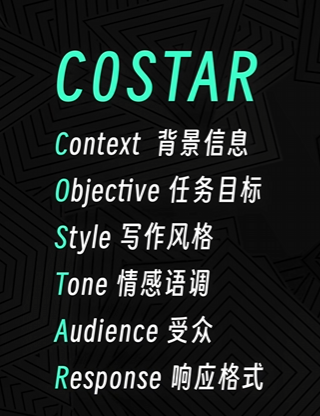 COSTAR
Context 背景信息
Objective 任务目标
Style 写作风格
Tone 情感语调
Audience 受众
Response 响应格式